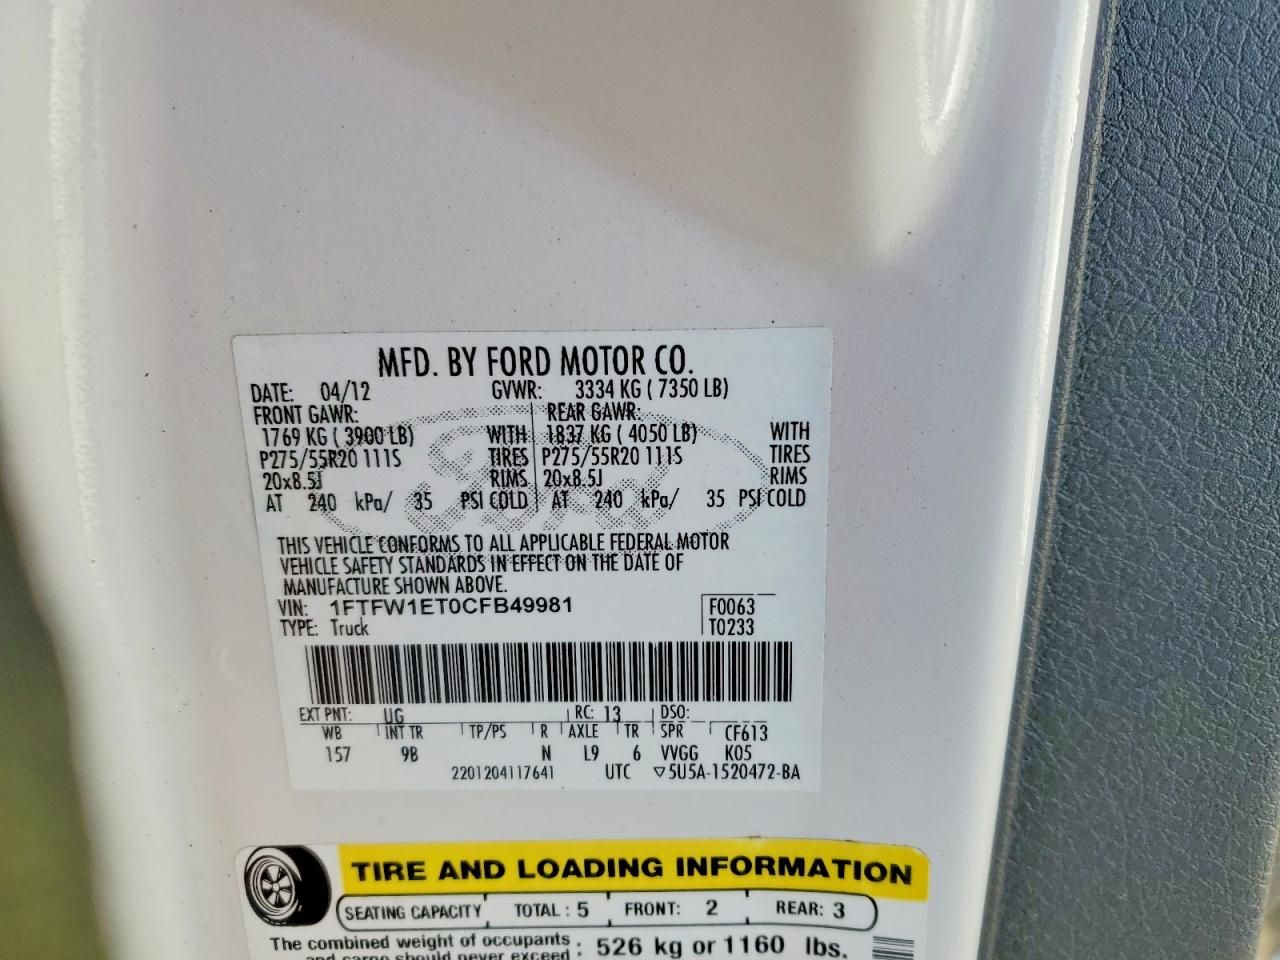 MFD. BY FORD MOTOR CO.
DATE: 04/12 GVWR: 3334 KG ( 7350 LB)
FRONT GAWR: REAR GAWR:
1769 KG ( 3900 LB) WITH 1837 KG ( 4050 LB) WITH
P275/55R20 111S TIRES P275/55R20 111S TIRES
20x8.5J RIMS 20x8.5J RIMS
AT 240 kPa/ 35 PSI COLD AT 240 kPa/ 35 PSI COLD
Ford
THIS VEHICLE CONFORMS TO ALL APPLICABLE FEDERAL MOTOR
VEHICLE SAFETY STANDARDS IN EFFECT ON THE DATE OF
MANUFACTURE SHOWN ABOVE.
VIN: 1FTFW1ET0CFB49981 F0063
TYPE: Truck T0233
EXT PNT: UG RC: 13 DSO:
WB INT TR TP/PS R AXLE TR SPR CF613
157 9B N L9 6 VVGG K05
2201204117641 UTC ▽5U5A-1520472-BA
TIRE AND LOADING INFORMATION
SEATING CAPACITY TOTAL : 5 FRONT: 2 REAR: 3
The combined weight of occupants : 526 kg or 1160 lbs.
and cargo should never exceed